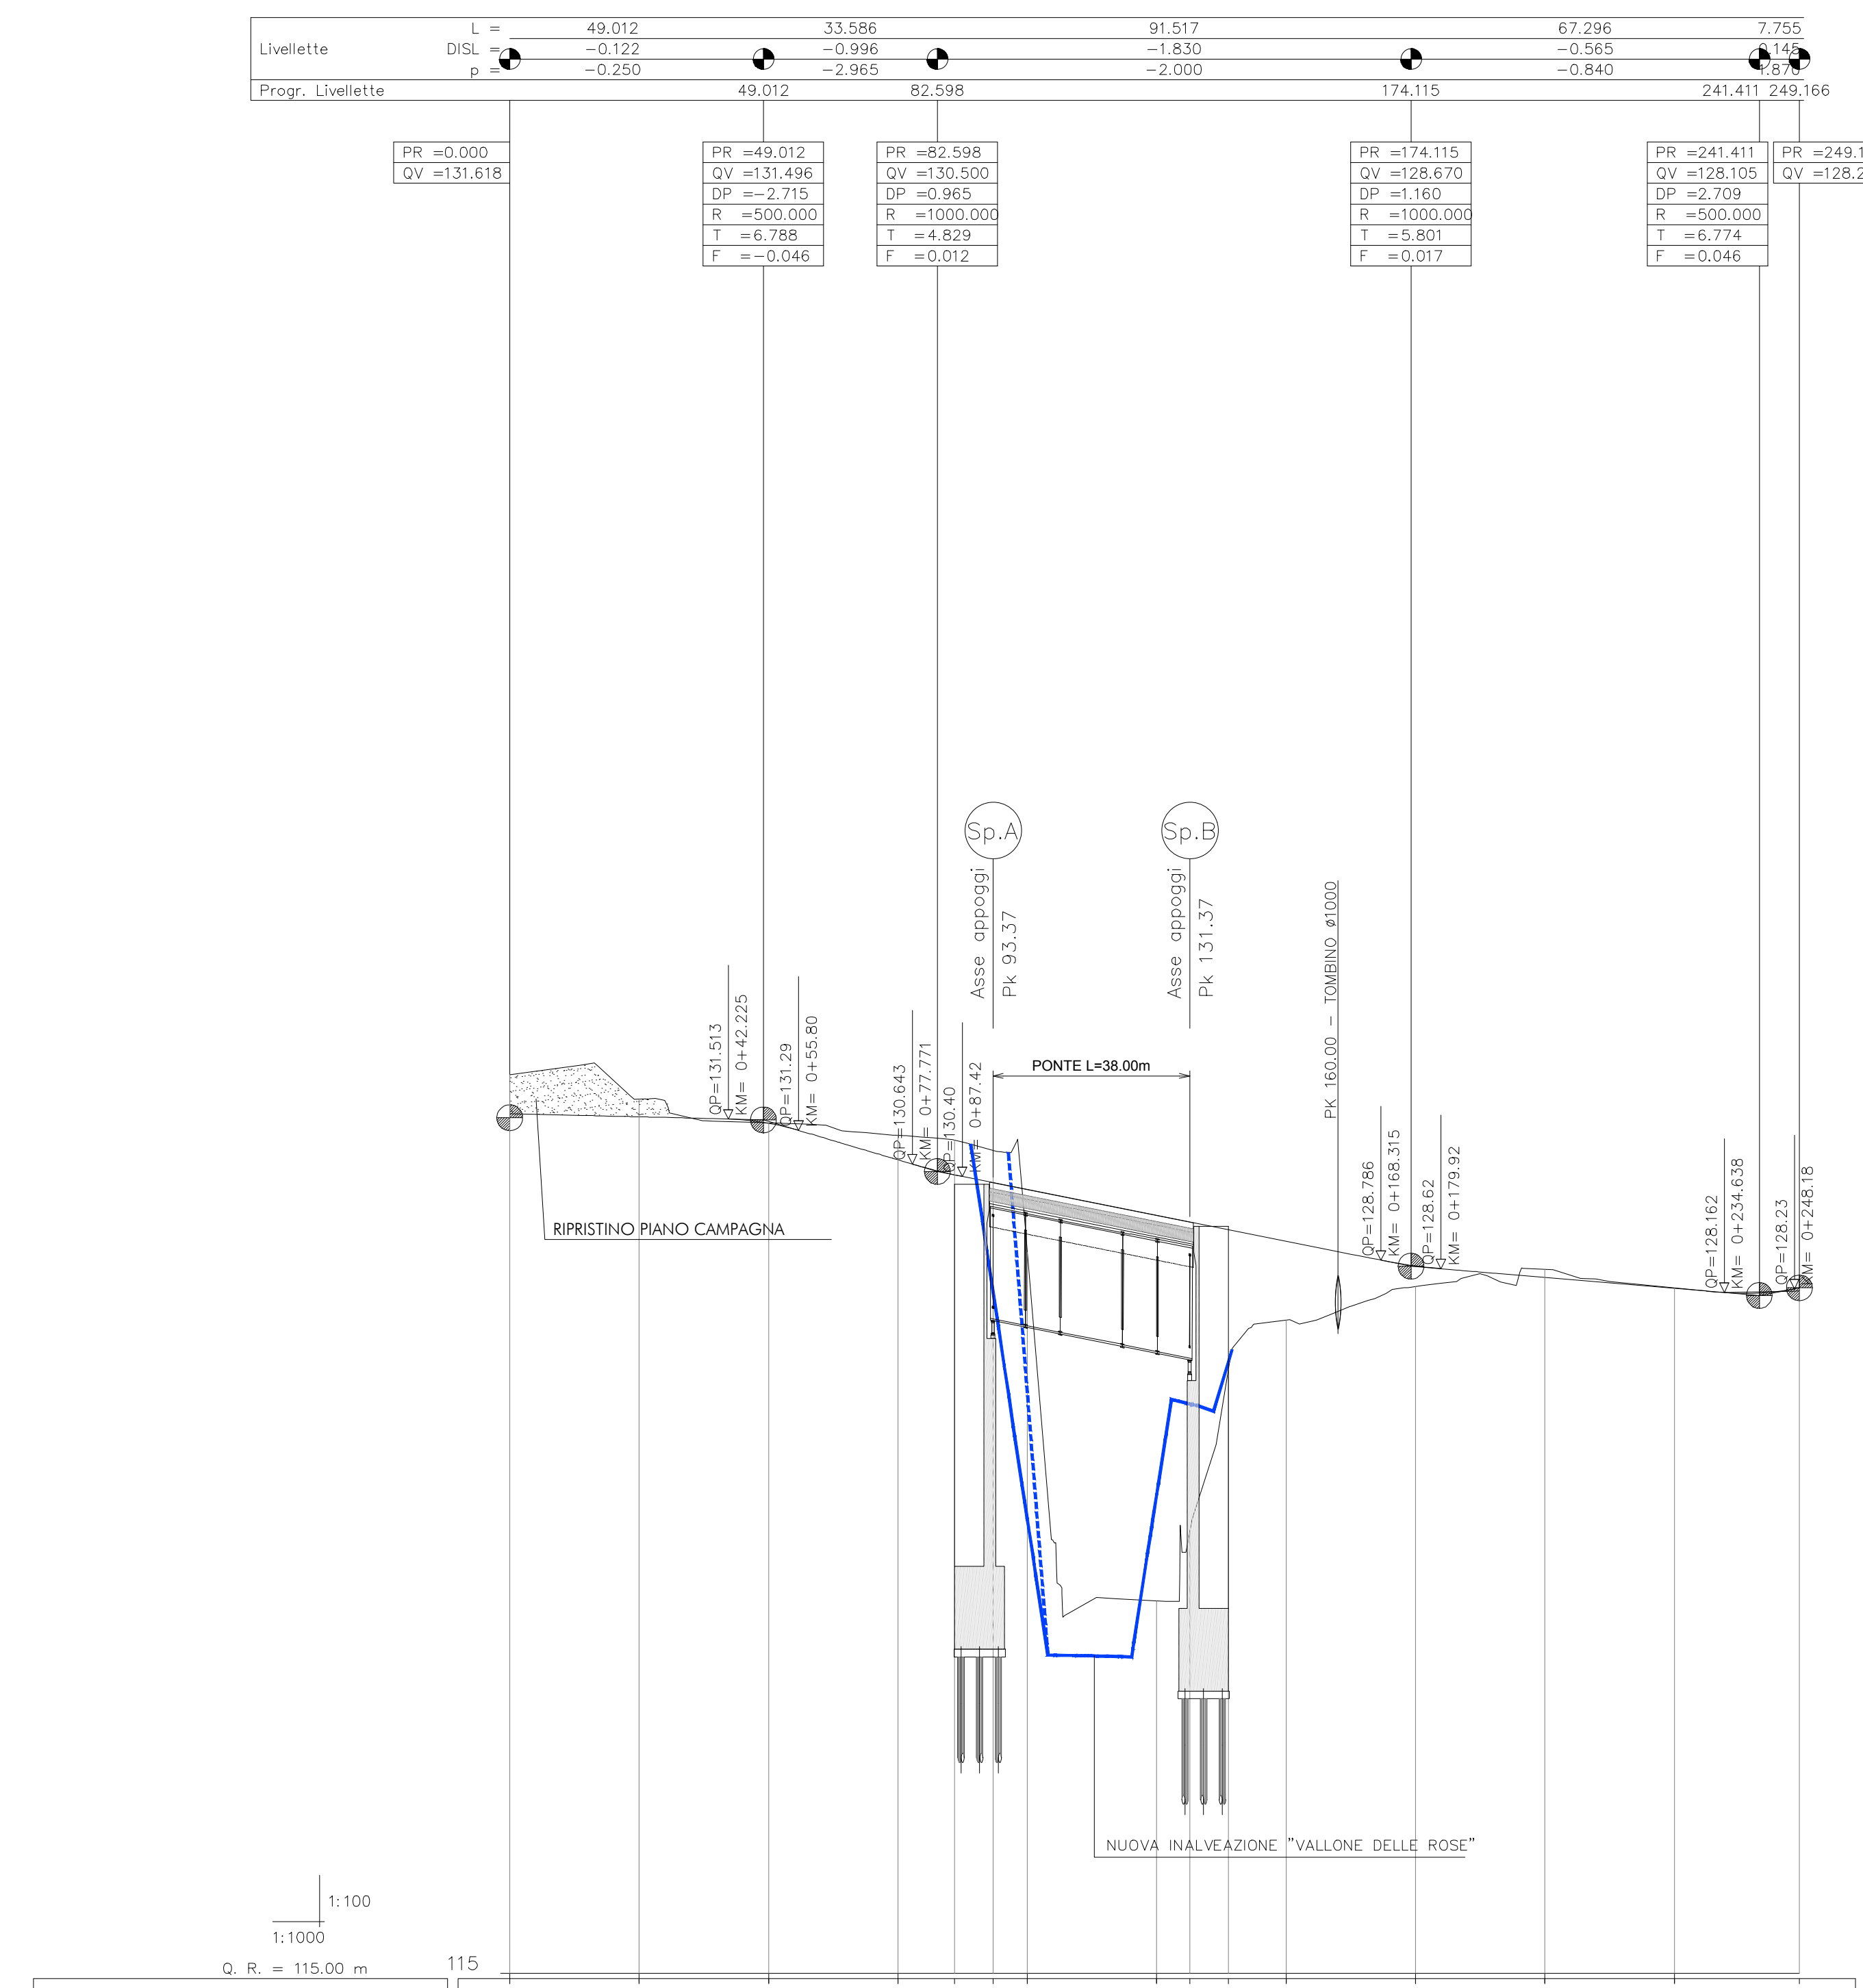 L = 49.012 33.586 91.517 67.296 7.755
Livellette DISL = −0.122 −0.996 −1.830 −0.565 0.145
p = −0.250 −2.965 −2.000 −0.840 1.870
Progr. Livellette 49.012 82.598 174.115 241.411 249.166
PR =0.000
QV =131.618
PR =49.012
QV =131.496
DP =−2.715
R =500.000
T =6.788
F =−0.046
PR =82.598
QV =130.500
DP =0.965
R =1000.000
T =4.829
F =0.012
PR =174.115
QV =128.670
DP =1.160
R =1000.000
T =5.801
F =0.017
PR =241.411
QV =128.105
DP =2.709
R =500.000
T =6.774
F =0.046
PR =249.1
QV =128.2
Sp.A
Asse appoggi
Pk 93.37
Sp.B
Asse appoggi
Pk 131.37
PK 160.00 − TOMBINO ø1000
QP=131.513
KM= 0+42.225
QP=131.29
KM= 0+55.80
QP=130.643
KM= 0+77.771
QP=130.40
KM= 0+87.42
PONTE L=38.00m
QP=128.786
KM= 0+168.315
QP=128.62
KM= 0+179.92
QP=128.162
KM= 0+234.638
QP=128.23
KM= 0+248.18
RIPRISTINO PIANO CAMPAGNA
NUOVA INALVEAZIONE "VALLONE DELLE ROSE"
1:100
1:1000
Q. R. = 115.00 m
115